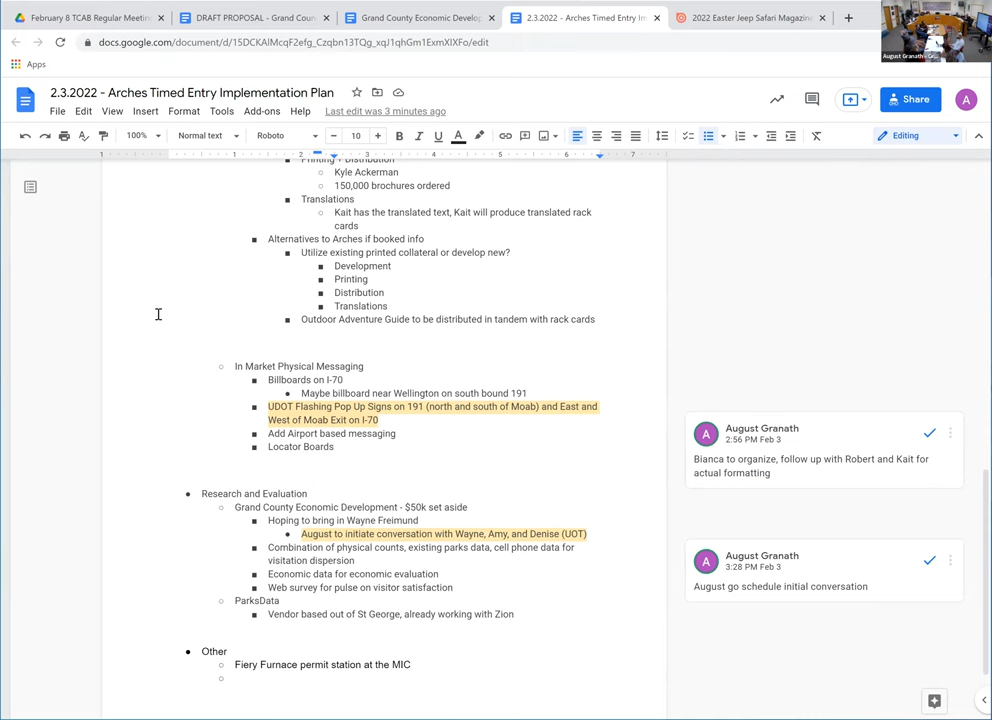 February 8 TCAB Regular Meetin
DRAFT PROPOSAL - Grand Coun
Grand County Economic Develop
2.3.2022 - Arches Timed Entry Im
2022 Easter Jeep Safari Magazine
docs.google.com/document/d/15DCKAlMcqF2efg_Czqbn13TQg_xqJ1qhGm1ExmXIXFo/edit
Apps
2.3.2022 - Arches Timed Entry Implementation Plan
File Edit View Insert Format Tools Add-ons Help Last edit was 3 minutes ago
Share
A
100% Normal text Roboto 10 B I U A Editing
1 1 2 3 4 5 6 7
Printing + Distribution
Kyle Ackerman
150,000 brochures ordered
Translations
Kait has the translated text, Kait will produce translated rack
cards
Alternatives to Arches if booked info
Utilize existing printed collateral or develop new?
Development
Printing
Distribution
Translations
Outdoor Adventure Guide to be distributed in tandem with rack cards
In Market Physical Messaging
Billboards on I-70
Maybe billboard near Wellington on south bound 191
UDOT Flashing Pop Up Signs on 191 (north and south of Moab) and East and
West of Moab Exit on I-70
Add Airport based messaging
Locator Boards
Research and Evaluation
Grand County Economic Development - $50k set aside
Hoping to bring in Wayne Freimund
August to initiate conversation with Wayne, Amy, and Denise (UOT)
Combination of physical counts, existing parks data, cell phone data for
visitation dispersion
Economic data for economic evaluation
Web survey for pulse on visitor satisfaction
ParksData
Vendor based out of St George, already working with Zion
Other
Fiery Furnace permit station at the MIC
A
August Granath
2:56 PM Feb 3
Bianca to organize, follow up with Robert and Kait for
actual formatting
A
August Granath
3:28 PM Feb 3
August go schedule initial conversation